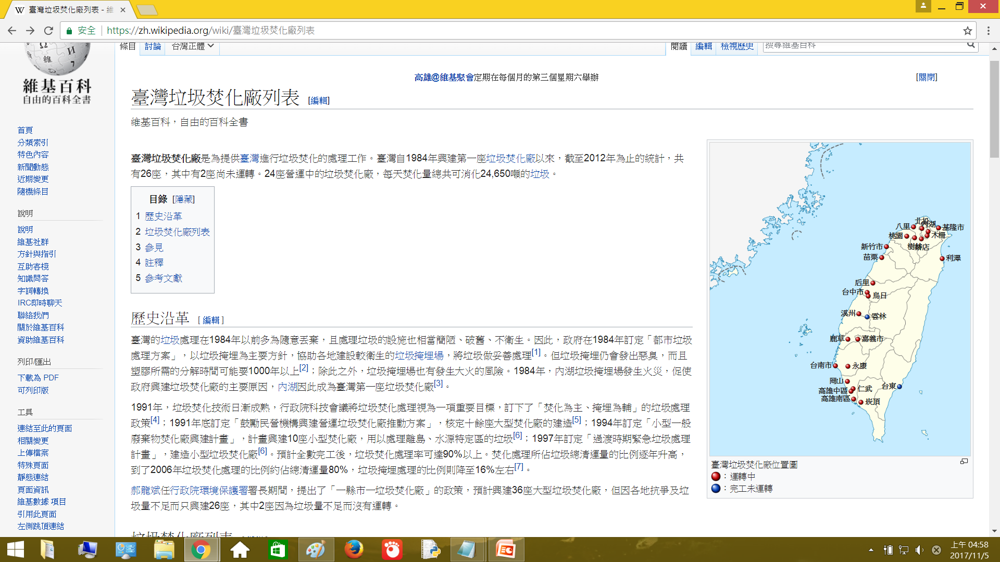 臺灣垃圾焚化廠列表 - 維
安全
https://zh.wikipedia.org/wiki/臺灣垃圾焚化廠列表
條目
討論
台灣正體
閱讀
編輯
檢視歷史
搜尋維基百科
維基百科
自由的百科全書
首頁
分類索引
特色內容
新聞動態
近期變更
隨機條目
說明
說明
維基社群
方針與指引
互助客棧
知識問答
字詞轉換
IRC即時聊天
聯絡我們
關於維基百科
資助維基百科
列印/匯出
下載為 PDF
可列印版
工具
連結至此的頁面
相關變更
上傳檔案
特殊頁面
靜態連結
頁面資訊
維基數據 項目
引用此頁面
左側跳頂連結
高雄@維基聚會定期在每個月的第三個星期六舉辦
[關閉]
臺灣垃圾焚化廠列表 [編輯]
維基百科，自由的百科全書
臺灣垃圾焚化廠是為提供臺灣進行垃圾焚化的處理工作。臺灣自1984年興建第一座垃圾焚化廠以來，截至2012年為止的統計，共
有26座，其中有2座尚未運轉。24座營運中的垃圾焚化廠，每天焚化量總共可消化24,650噸的垃圾。
目錄 [隱藏]
1 歷史沿革
2 垃圾焚化廠列表
3 參見
4 註釋
5 參考文獻
歷史沿革 [ 編輯 ]
臺灣的垃圾處理在1984年以前多為隨意丟棄，且處理垃圾的設施也相當簡陋、破舊、不衛生。因此，政府在1984年訂定「都市垃圾
處理方案」，以垃圾掩埋為主要方針，協助各地建設較衛生的垃圾掩埋場，將垃圾做妥善處理[1]。但垃圾掩埋仍會發出惡臭，而且
塑膠所需的分解時間可能要1000年以上[2]；除此之外，垃圾掩埋場也有發生大火的風險。1984年，內湖垃圾掩埋場發生火災，促使
政府興建垃圾焚化廠的主要原因，內湖因此成為臺灣第一座垃圾焚化廠[3]。
1991年，垃圾焚化技術日漸成熟，行政院科技會議將垃圾焚化處理視為一項重要目標，訂下了「焚化為主、掩埋為輔」的垃圾處理
政策[4]；1991年底訂定「鼓勵民營機構興建營運垃圾焚化廠推動方案」，核定十餘座大型焚化廠的建造[5]；1994年訂定「小型一般
廢棄物焚化廠興建計畫」，計畫興建10座小型焚化廠，用以處理離島、水源特定區的垃圾[6]；1997年訂定「過渡時期緊急垃圾處理
計畫」，建造小型垃圾焚化廠[6]。預計全數完工後，垃圾焚化處理率可達90%以上。焚化處理所佔垃圾總清運量的比例逐年升高，
到了2006年垃圾焚化處理的比例約佔總清運量80%，垃圾掩埋處理的比例則降至16%左右[7]。
郝龍斌任行政院環境保護署署長期間，提出了「一縣市一垃圾焚化廠」的政策，預計興建36座大型垃圾焚化廠，但因各地抗爭及垃
圾量不足而只興建26座，其中2座因為垃圾量不足而沒有運轉。
垃圾焚化廠列表
北投
八里
內湖
基隆市
桃園
木柵
樹林
新店
新竹市
苗栗
利澤
后里
台中市
烏日
溪州
雲林
鹿草
嘉義市
台南市
永康
岡山
高雄中區
仁武
台東
高雄南區
崁頂
臺灣垃圾焚化廠位置圖
：運轉中
：完工未運轉
上午 04:58
2017/11/5